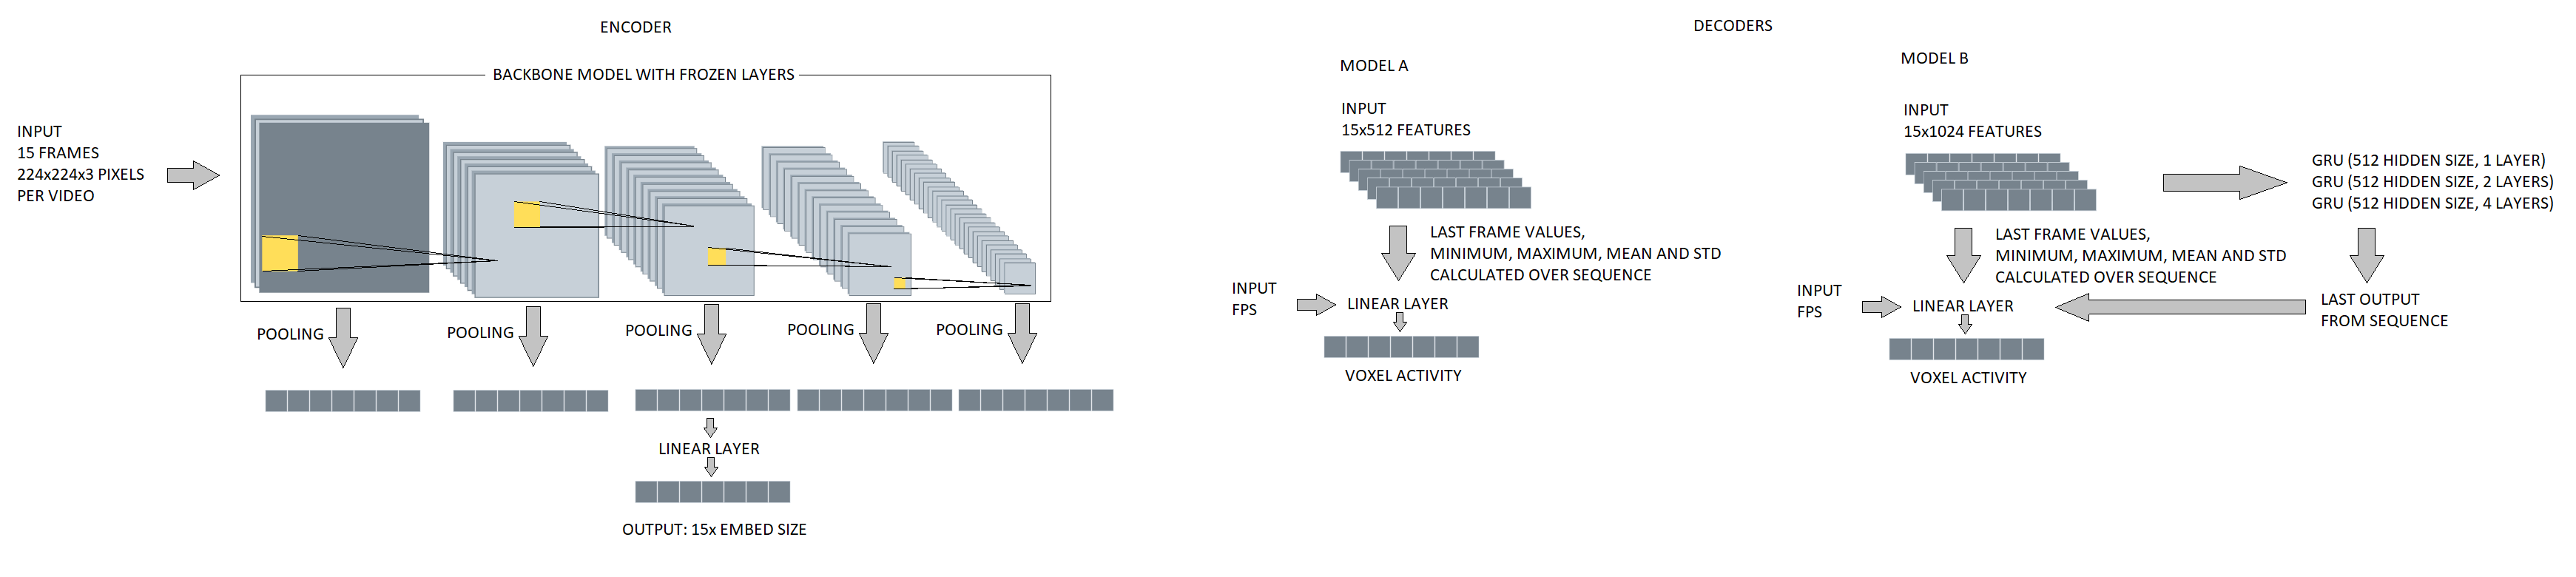 ENCODER
BACKBONE MODEL WITH FROZEN LAYERS
INPUT
15 FRAMES
224x224x3 PIXELS
PER VIDEO
POOLING
POOLING
POOLING
POOLING
POOLING
LINEAR LAYER
OUTPUT: 15x EMBED SIZE
DECODERS
MODEL A
INPUT
15x512 FEATURES
LAST FRAME VALUES,
MINIMUM, MAXIMUM, MEAN AND STD
CALCULATED OVER SEQUENCE
INPUT
FPS
LINEAR LAYER
VOXEL ACTIVITY
MODEL B
INPUT
15x1024 FEATURES
GRU (512 HIDDEN SIZE, 1 LAYER)
GRU (512 HIDDEN SIZE, 2 LAYERS)
GRU (512 HIDDEN SIZE, 4 LAYERS)
LAST FRAME VALUES,
MINIMUM, MAXIMUM, MEAN AND STD
CALCULATED OVER SEQUENCE
INPUT
FPS
LINEAR LAYER
LAST OUTPUT
FROM SEQUENCE
VOXEL ACTIVITY